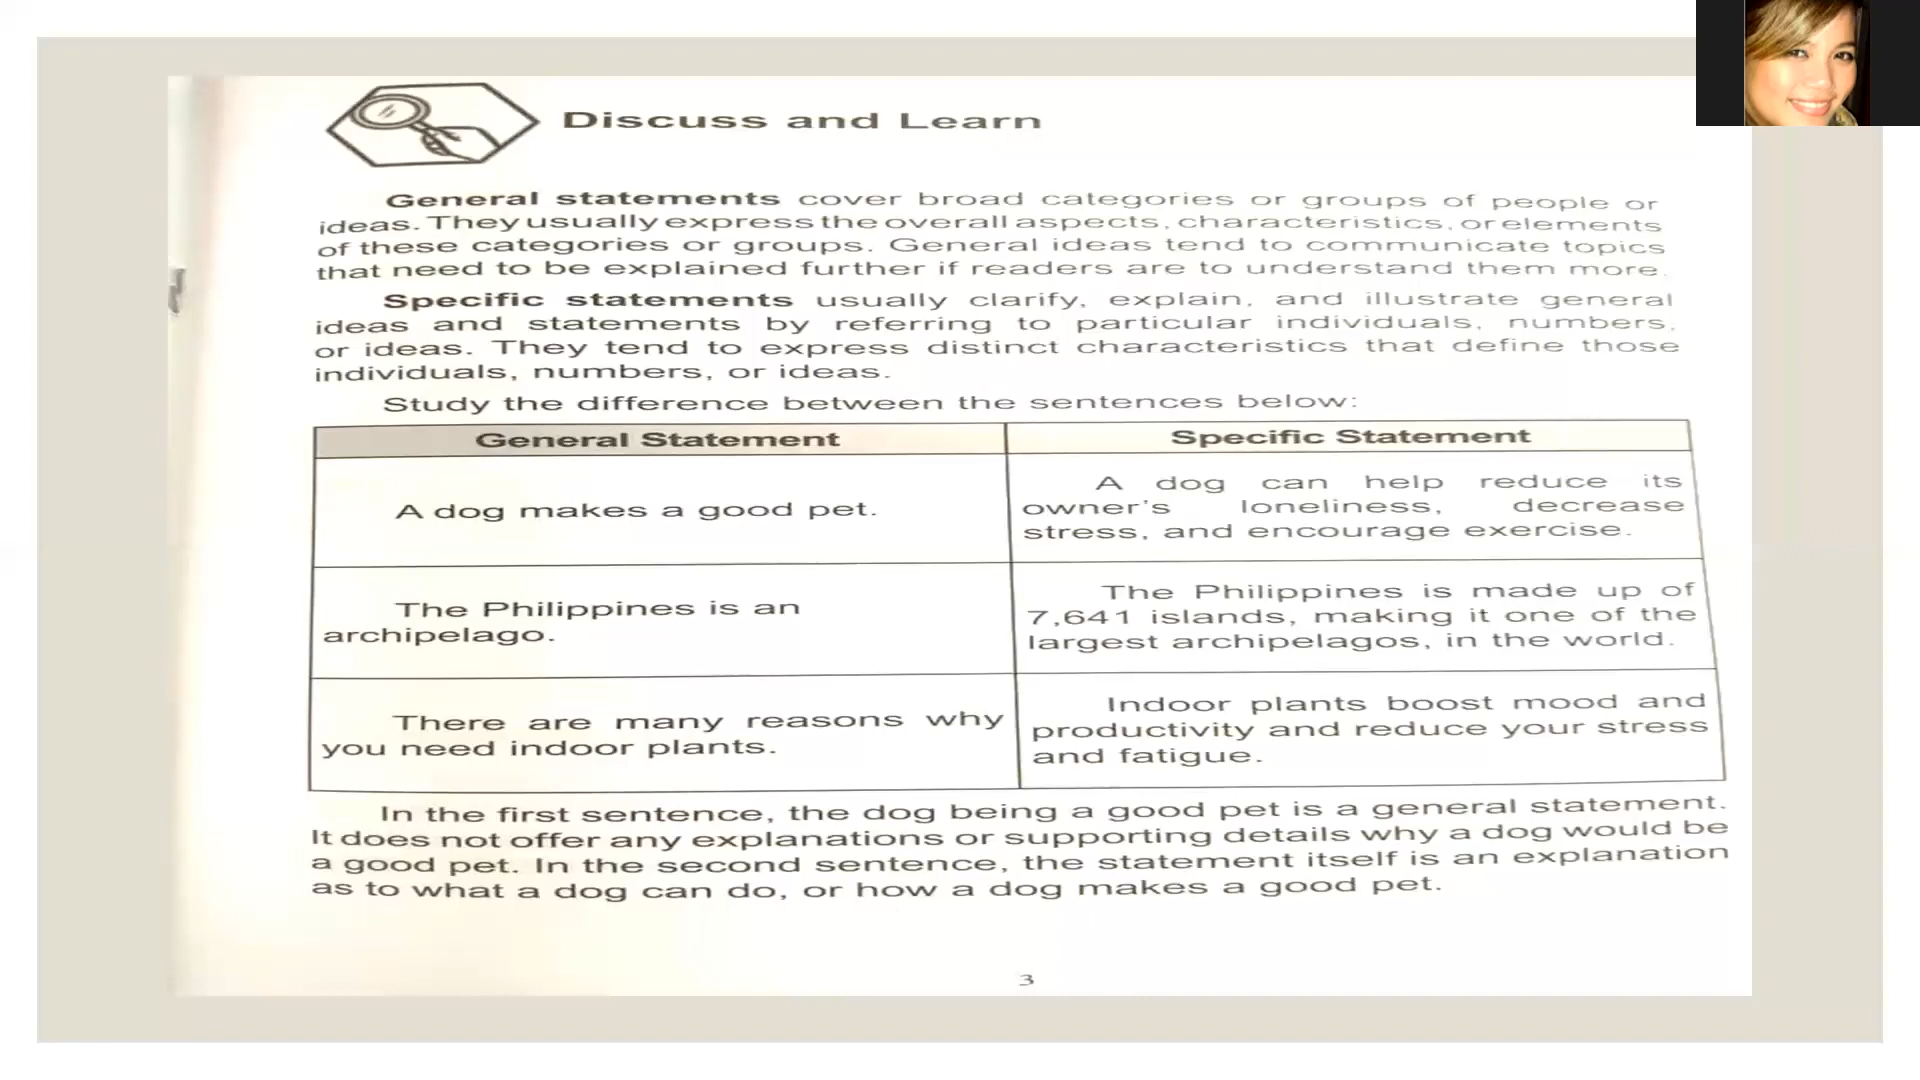 Discuss and Learn
General statements cover broad categories or groups of people or
ideas. They usually express the overall aspects, characteristics, or elements
of these categories or groups. General ideas tend to communicate topics
that need to be explained further if readers are to understand them more.
Specific statements usually clarify, explain, and illustrate general
ideas and statements by referring to particular individuals, numbers,
or ideas. They tend to express distinct characteristics that define those
individuals, numbers, or ideas.
Study the difference between the sentences below:
General Statement
Specific Statement
A dog makes a good pet.
A dog can help reduce its
owner's loneliness, decrease
stress, and encourage exercise.
The Philippines is an
archipelago.
The Philippines is made up of
7,641 islands, making it one of the
largest archipelagos, in the world.
There are many reasons why
you need indoor plants.
Indoor plants boost mood and
productivity and reduce your stress
and fatigue.
In the first sentence, the dog being a good pet is a general statement.
It does not offer any explanations or supporting details why a dog would be
a good pet. In the second sentence, the statement itself is an explanation
as to what a dog can do, or how a dog makes a good pet.
3